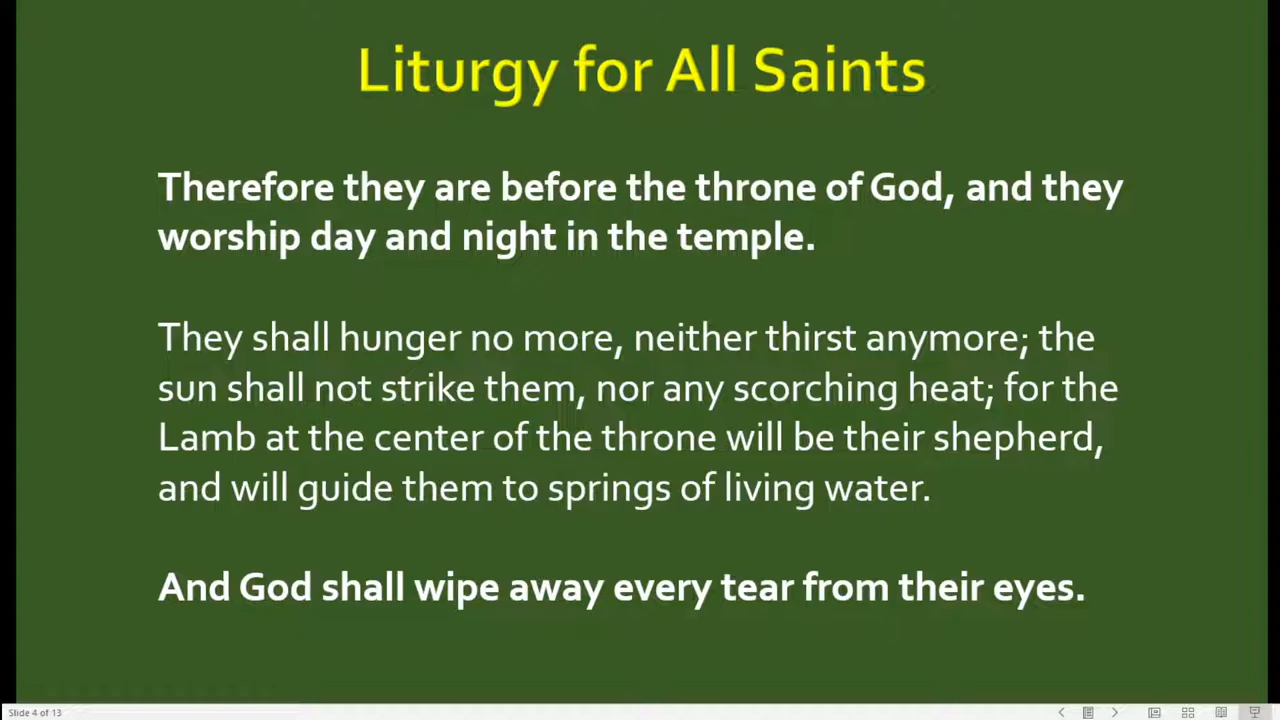 Liturgy for All Saints
Therefore they are before the throne of God, and they
worship day and night in the temple.
They shall hunger no more, neither thirst anymore; the
sun shall not strike them, nor any scorching heat; for the
Lamb at the center of the throne will be their shepherd,
and will guide them to springs of living water.
And God shall wipe away every tear from their eyes.
Slide 4 of 13